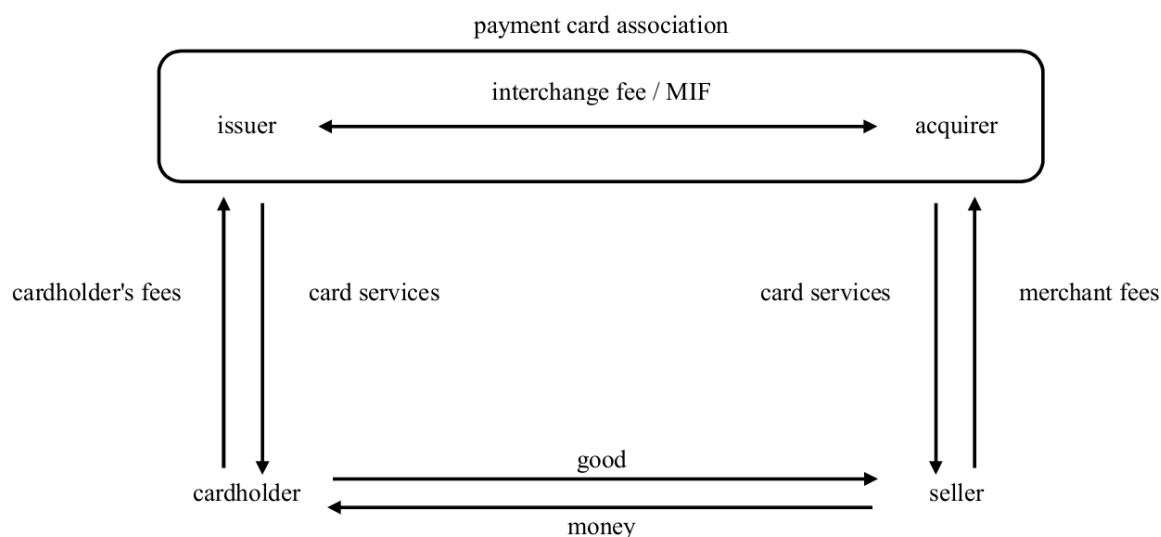 payment card association
interchange fee / MIF
issuer
acquirer
cardholder's fees
card services
card services
merchant fees
good
cardholder
seller
money